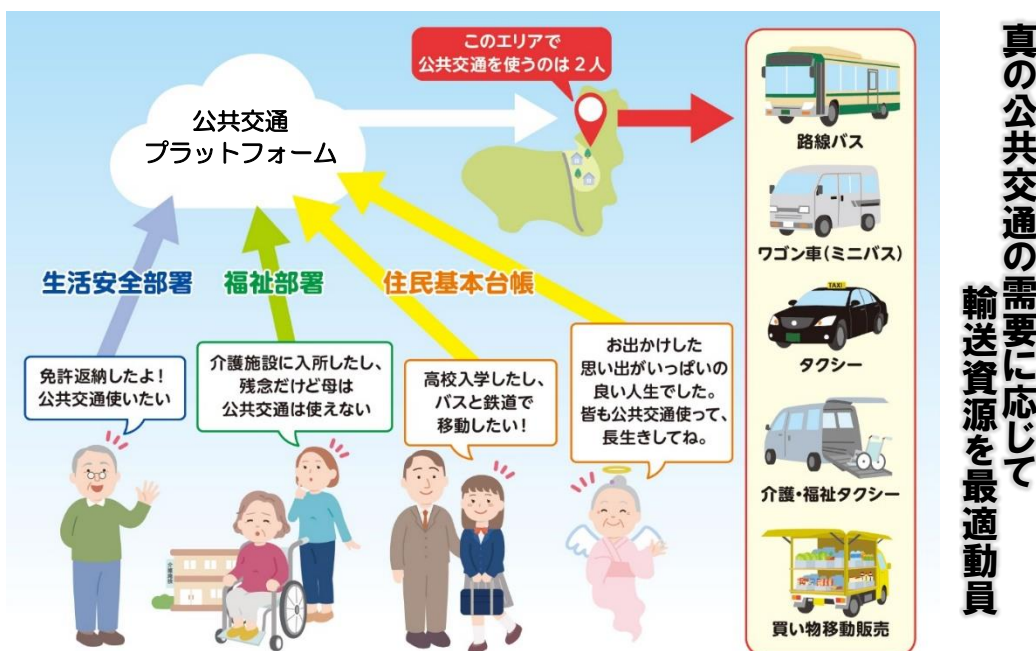 真の公共交通の需要に応じて
輸送資源を最適動員
このエリアで
公共交通を使うのは2人
公共交通
プラットフォーム
生活安全部署
福祉部署
住民基本台帳
免許返納したよ!
公共交通使いたい
介護施設に入所したし、
残念だけど母は
公共交通は使えない
高校入学したし、
バスと鉄道で
移動したい!
お出かけした
思い出がいっぱいの
良い人生でした。
皆も公共交通使って、
長生きしてね。
介護施設
路線バス
ワゴン車(ミニバス)
TAXI
タクシー
介護・福祉タクシー
買い物移動販売